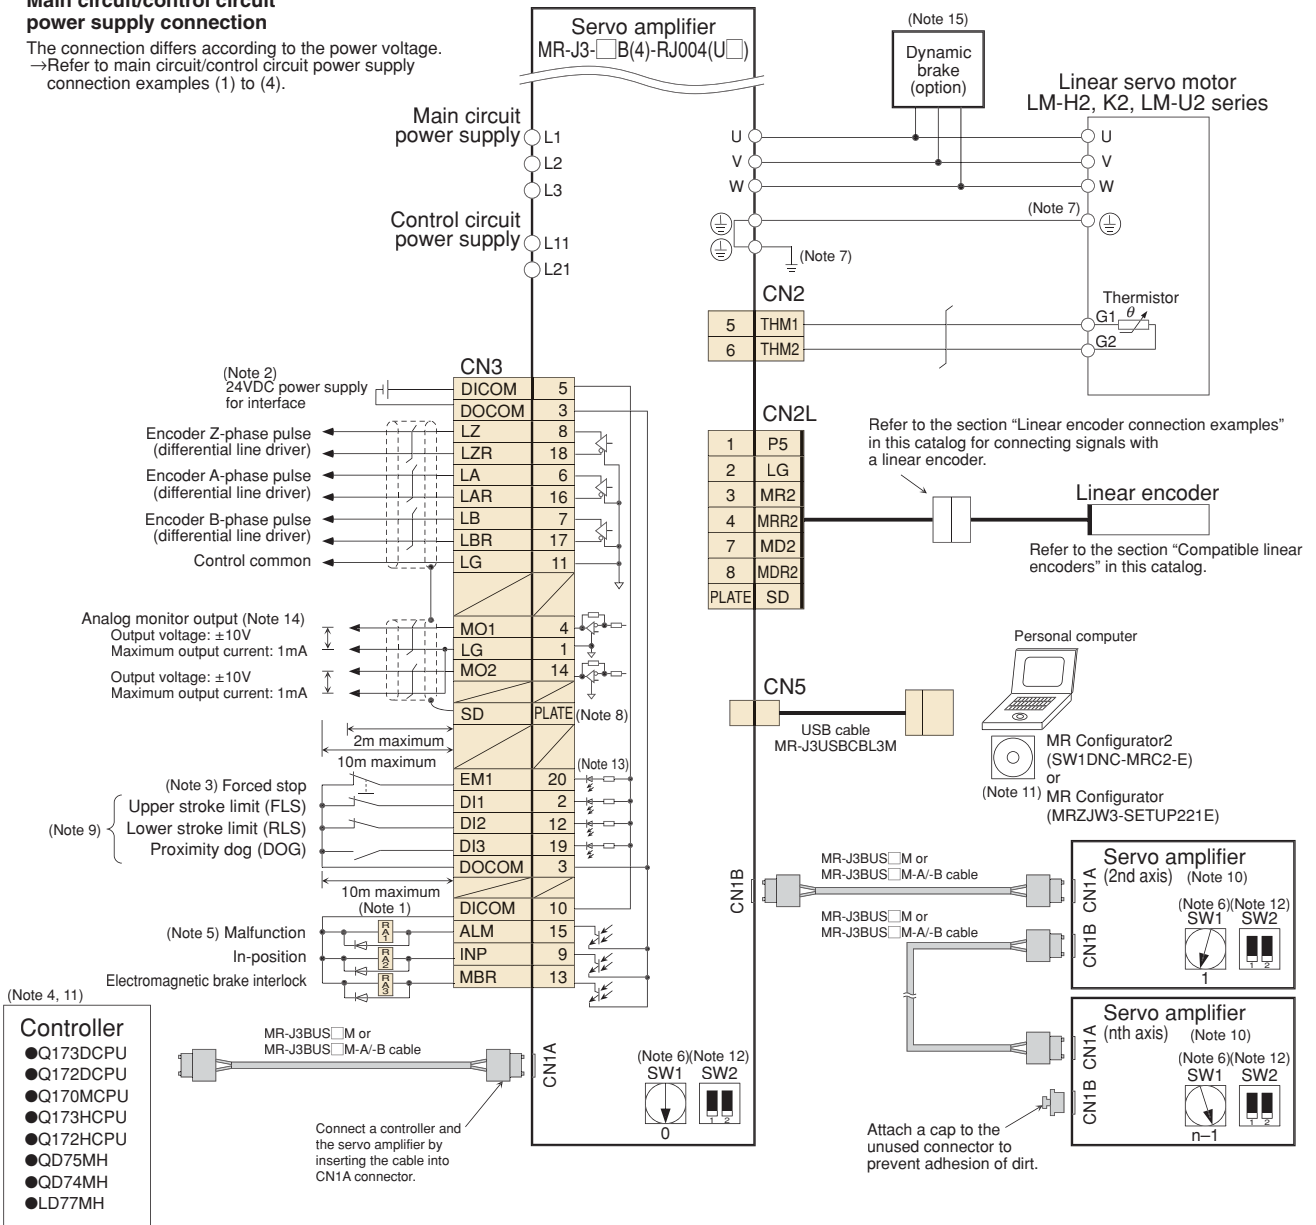 Main circuit/control circuit
power supply connection
The connection differs according to the power voltage.
→Refer to main circuit/control circuit power supply
connection examples (1) to (4).
Servo amplifier
MR-J3-□B(4)-RJ004(U□)
(Note 15)
Dynamic
brake
(option)
Linear servo motor
LM-H2, K2, LM-U2 series
Main circuit
power supply
L1
L2
L3
Control circuit
power supply
L11
L21
U
V
W
U
V
W
(Note 7)
(Note 7)
CN2
5 THM1
6 THM2
Thermistor
θ
G1
G2
CN3
(Note 2)
24VDC power supply
for interface
DICOM 5
DOCOM 3
Encoder Z-phase pulse
(differential line driver)
LZ 8
LZR 18
Encoder A-phase pulse
(differential line driver)
LA 6
LAR 16
Encoder B-phase pulse
(differential line driver)
LB 7
LBR 17
Control common
LG 11
Analog monitor output (Note 14)
Output voltage: ±10V
Maximum output current: 1mA
Output voltage: ±10V
Maximum output current: 1mA
MO1 4
LG 1
MO2 14
SD PLATE (Note 8)
2m maximum
10m maximum
(Note 13)
(Note 3) Forced stop
EM1 20
(Note 9)
Upper stroke limit (FLS)
DI1 2
Lower stroke limit (RLS)
DI2 12
Proximity dog (DOG)
DI3 19
DOCOM 3
10m maximum
(Note 1)
DICOM 10
(Note 5) Malfunction
RA1
ALM 15
In-position
RA2
INP 9
Electromagnetic brake interlock
RA3
MBR 13
CN2L
1 P5
2 LG
3 MR2
4 MRR2
7 MD2
8 MDR2
PLATE SD
Refer to the section “Linear encoder connection examples”
in this catalog for connecting signals with
a linear encoder.
Linear encoder
Refer to the section “Compatible linear
encoders” in this catalog.
Personal computer
CN5
USB cable
MR-J3USBCBL3M
MR Configurator2
(SW1DNC-MRC2-E)
or
(Note 11)
MR Configurator
(MRZJW3-SETUP221E)
CN1B
MR-J3BUS□M or
MR-J3BUS□M-A/-B cable
MR-J3BUS□M or
MR-J3BUS□M-A/-B cable
Servo amplifier
(2nd axis) (Note 10)
CN1A
CN1B
(Note 6)(Note 12)
SW1 SW2
1 2
1
Servo amplifier
(nth axis) (Note 10)
CN1A
CN1B
(Note 6)(Note 12)
SW1 SW2
1 2
n–1
Attach a cap to the
unused connector to
prevent adhesion of dirt.
(Note 4, 11)
Controller
●Q173DCPU
●Q172DCPU
●Q170MCPU
●Q173HCPU
●Q172HCPU
●QD75MH
●QD74MH
●LD77MH
MR-J3BUS□M or
MR-J3BUS□M-A/-B cable
CN1A
Connect a controller and
the servo amplifier by
inserting the cable into
CN1A connector.
(Note 6)(Note 12)
SW1 SW2
1 2
0